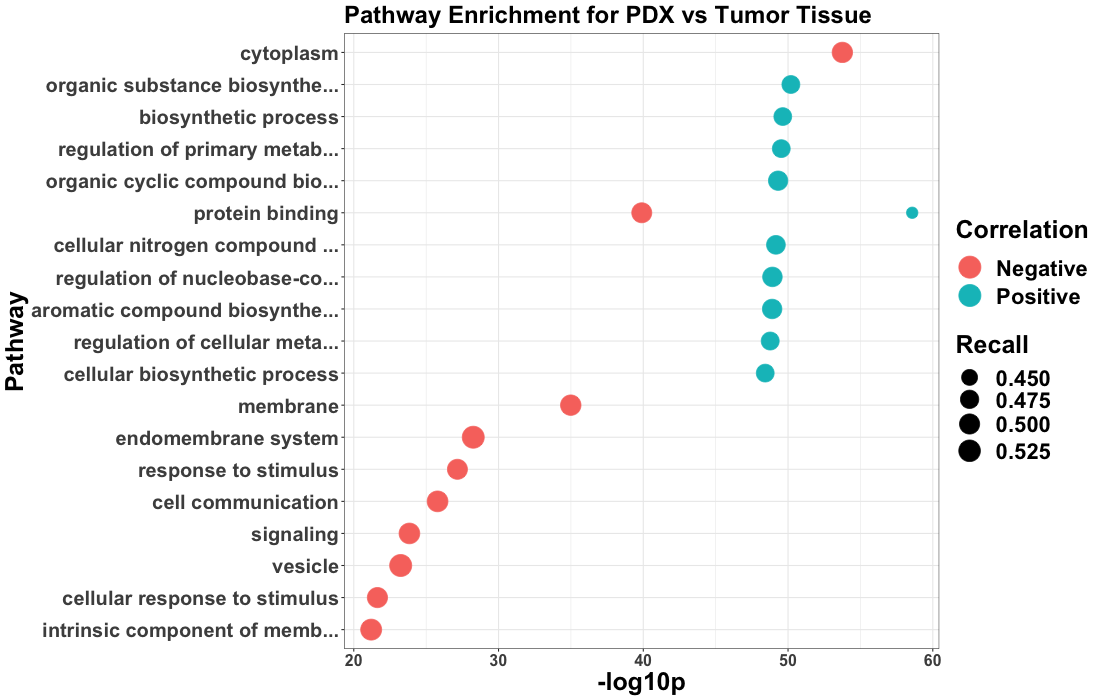 Pathway Enrichment for PDX vs Tumor Tissue
Pathway
cytoplasm
organic substance biosynthe...
biosynthetic process
regulation of primary metab...
organic cyclic compound bio...
protein binding
cellular nitrogen compound ...
regulation of nucleobase-co...
aromatic compound biosynthe...
regulation of cellular meta...
cellular biosynthetic process
membrane
endomembrane system
response to stimulus
cell communication
signaling
vesicle
cellular response to stimulus
intrinsic component of memb...
20 30 40 50 60
-log10p
Correlation
Negative
Positive
Recall
0.450
0.475
0.500
0.525